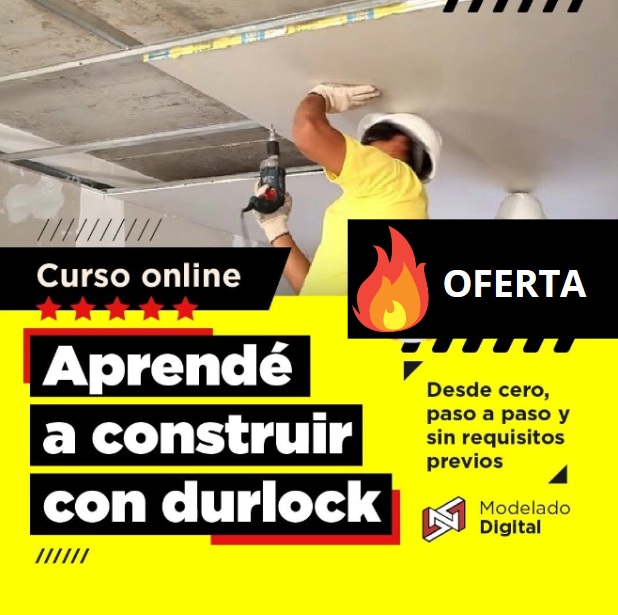 Curso online
OFERTA
Aprendé
a construir
con durlock
Desde cero,
paso a paso y
sin requisitos
previos
Modelado
Digital